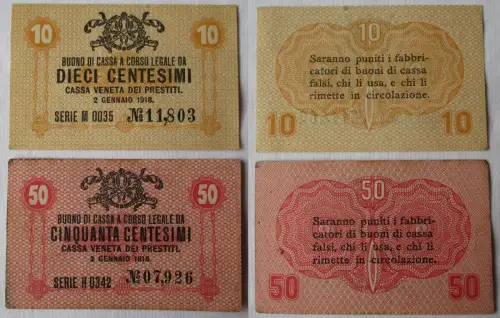 10 10
BUONO DI CASSA A CORSO LEGALE DA
DIECI CENTESIMI
CASSA VENETA DEI PRESTITI.
2 GENNAIO 1918.
SERIE M 0035 № 11,803
10
Saranno puniti i fabbri-
catori di buoni di cassa
falsi, chi li usa, e chi li
rimette in circolazione.
10 10
50 50
BUONO DI CASSA A CORSO LEGALE DA
CINQUANTA CENTESIMI
CASSA VENETA DEI PRESTITI.
2 GENNAIO 1918.
SERIE H 0342 № 07,926
50
Saranno puniti i fabbri-
catori di buoni di cassa
falsi, chi li usa, e chi li
rimette in circolazione.
50 50